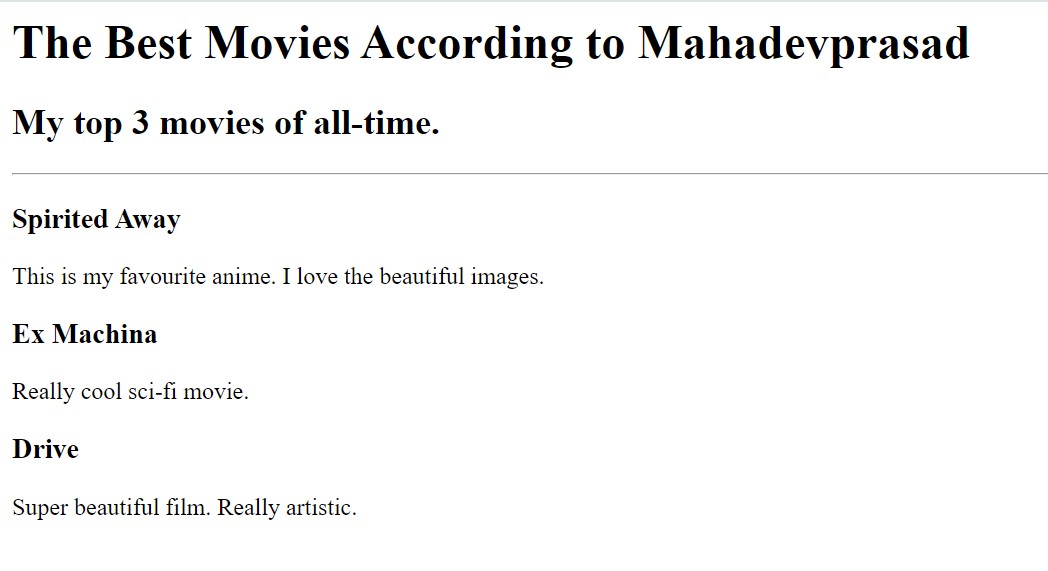 The Best Movies According to Mahadevprasad
My top 3 movies of all-time.
Spirited Away
This is my favourite anime. I love the beautiful images.
Ex Machina
Really cool sci-fi movie.
Drive
Super beautiful film. Really artistic.